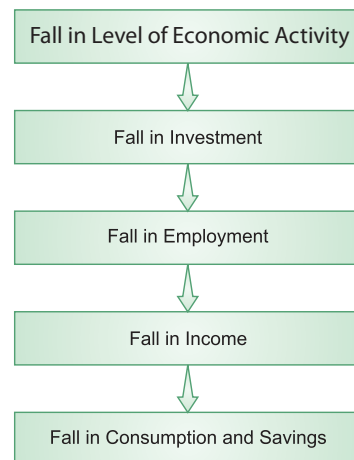 Fall in Level of Economic Activity
Fall in Investment
Fall in Employment
Fall in Income
Fall in Consumption and Savings